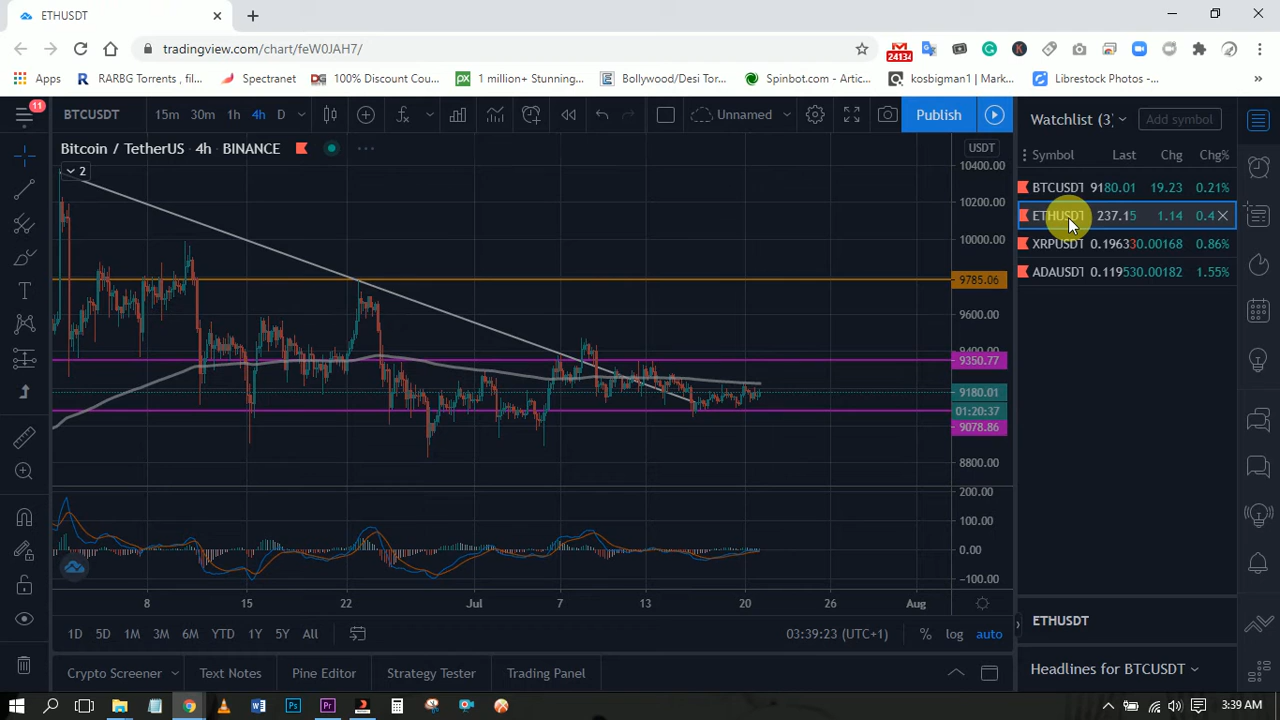 ETHUSDT
tradingview.com/chart/feW0JAH7/
24134
Apps RARBG Torrents , fil... Spectranet 100% Discount Cou... 1 million+ Stunning... Bollywood/Desi Tor... Spinbot.com - Artic... kosbigman1 | Mark... Librestock Photos - ... »
11
BTCUSDT 15m 30m 1h 4h D Unnamed Publish
Watchlist (3) Add symbol
Bitcoin / TetherUS 4h BINANCE
2
USDT
10400.00
10200.00
10000.00
9785.06
9600.00
9400.00
9350.77
9180.01
01:20:37
9078.86
8800.00
200.00
100.00
0.00
−100.00
8 15 22 Jul 7 13 20 26 Aug
Symbol Last Chg Chg%
BTCUSDT 9180.01 19.23 0.21%
ETHUSDT 237.15 1.14 0.4
XRPUSDT 0.19633 0.00168 0.86%
ADAUSDT 0.11953 0.00182 1.55%
1D 5D 1M 3M 6M YTD 1Y 5Y All 03:39:23 (UTC+1) % log auto
ETHUSDT
Headlines for BTCUSDT
Crypto Screener Text Notes Pine Editor Strategy Tester Trading Panel
3:39 AM